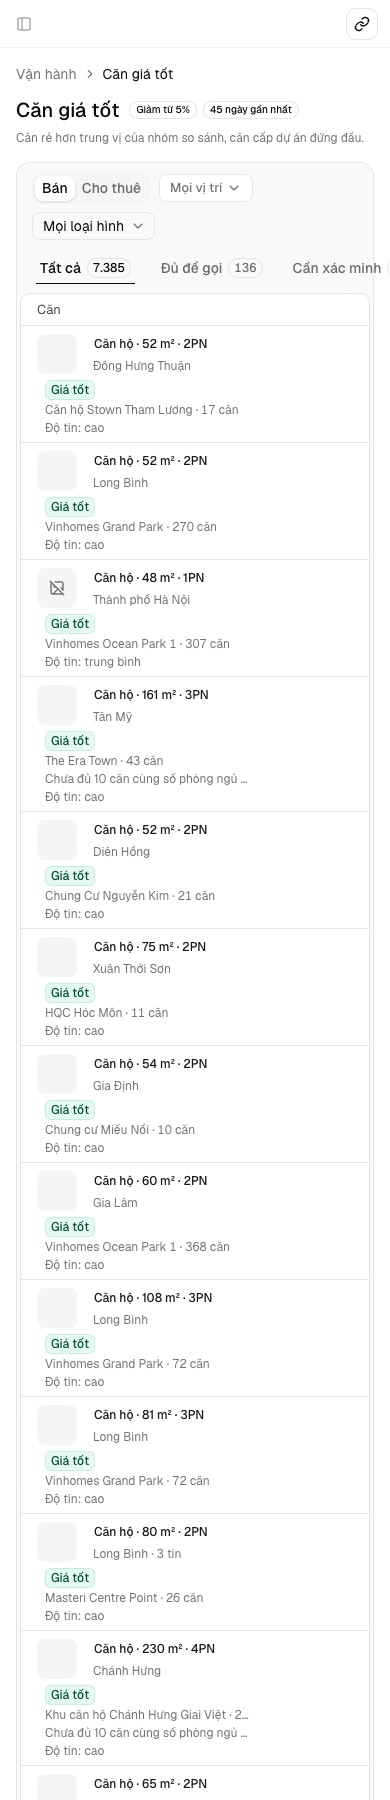 Vận hành > Căn giá tốt
Căn giá tốt Giảm từ 5% 45 ngày gần nhất
Căn rẻ hơn trung vị của nhóm so sánh, căn cấp dự án đứng đầu.
Bán Cho thuê Mọi vị trí
Mọi loại hình
Tất cả 7.385 Đủ để gọi 136 Cần xác minh
Căn
Căn hộ · 52 m² · 2PN
Đông Hưng Thuận
Giá tốt
Căn hộ Stown Tham Lương · 17 căn
Độ tin: cao
Căn hộ · 52 m² · 2PN
Long Bình
Giá tốt
Vinhomes Grand Park · 270 căn
Độ tin: cao
Căn hộ · 48 m² · 1PN
Thành phố Hà Nội
Giá tốt
Vinhomes Ocean Park 1 · 307 căn
Độ tin: trung bình
Căn hộ · 161 m² · 3PN
Tân Mỹ
Giá tốt
The Era Town · 43 căn
Chưa đủ 10 căn cùng số phòng ngủ ...
Độ tin: cao
Căn hộ · 52 m² · 2PN
Diên Hồng
Giá tốt
Chung Cư Nguyễn Kim · 21 căn
Độ tin: cao
Căn hộ · 75 m² · 2PN
Xuân Thới Sơn
Giá tốt
HQC Hóc Môn · 11 căn
Độ tin: cao
Căn hộ · 54 m² · 2PN
Gia Định
Giá tốt
Chung cư Miếu Nổi · 10 căn
Độ tin: cao
Căn hộ · 60 m² · 2PN
Gia Lâm
Giá tốt
Vinhomes Ocean Park 1 · 368 căn
Độ tin: cao
Căn hộ · 108 m² · 3PN
Long Bình
Giá tốt
Vinhomes Grand Park · 72 căn
Độ tin: cao
Căn hộ · 81 m² · 3PN
Long Bình
Giá tốt
Vinhomes Grand Park · 72 căn
Độ tin: cao
Căn hộ · 80 m² · 2PN
Long Bình · 3 tin
Giá tốt
Masteri Centre Point · 26 căn
Độ tin: cao
Căn hộ · 230 m² · 4PN
Chánh Hưng
Giá tốt
Khu căn hộ Chánh Hưng Giai Việt · 2...
Chưa đủ 10 căn cùng số phòng ngủ ...
Độ tin: cao
Căn hộ · 65 m² · 2PN